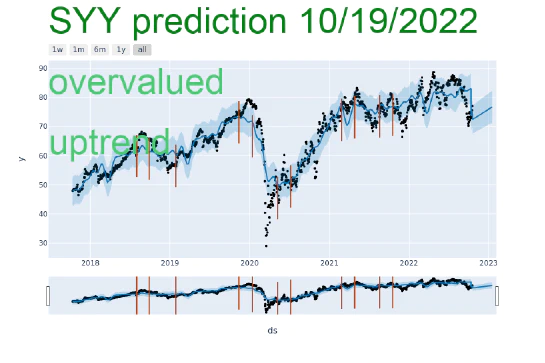 SYY prediction 10/19/2022
1w 1m 6m 1y all
90
overvalued
80
70
uptrend
60
50
40
30
y
2018 2019 2020 2021 2022 2023
ds